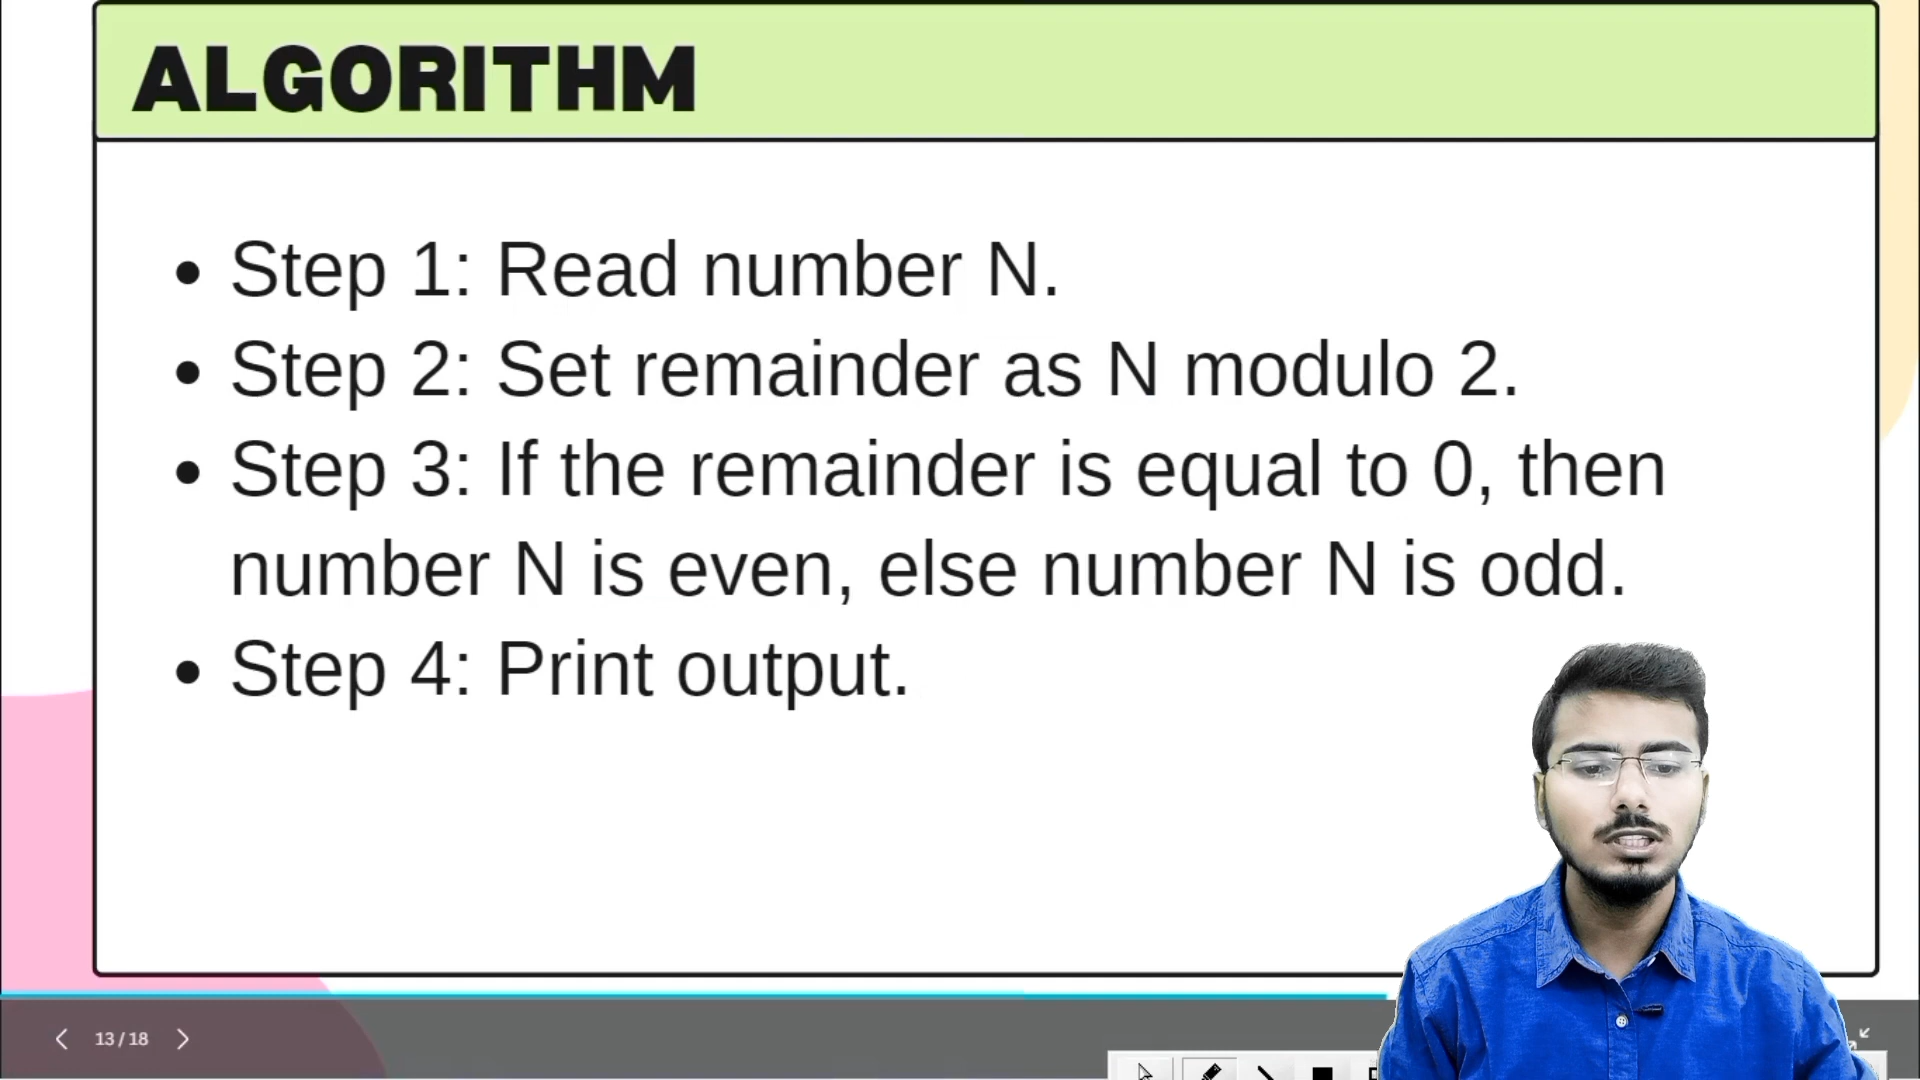 ALGORITHM
• Step 1: Read number N.
• Step 2: Set remainder as N modulo 2.
• Step 3: If the remainder is equal to 0, then
number N is even, else number N is odd.
• Step 4: Print output.
13 / 18